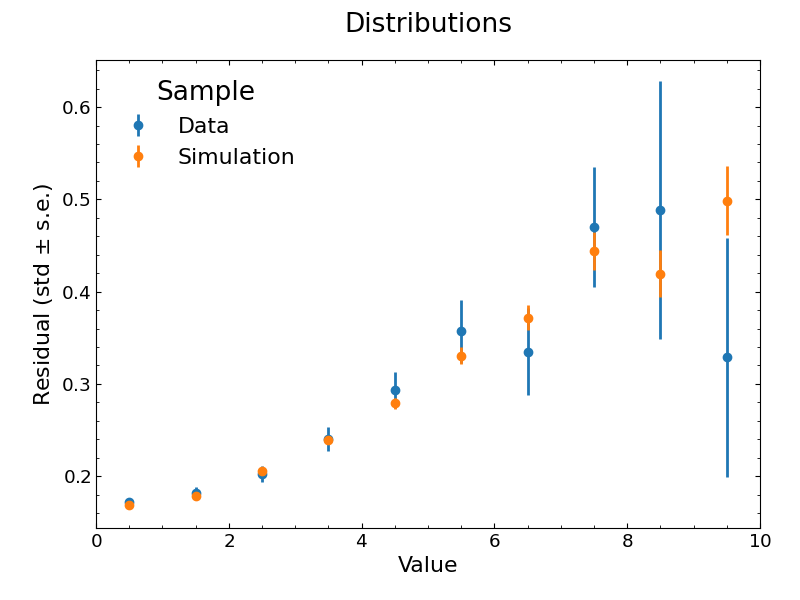 Distributions
Sample
Data
Simulation
Residual (std ± s.e.)
0.6
0.5
0.4
0.3
0.2
0 2 4 6 8 10
Value